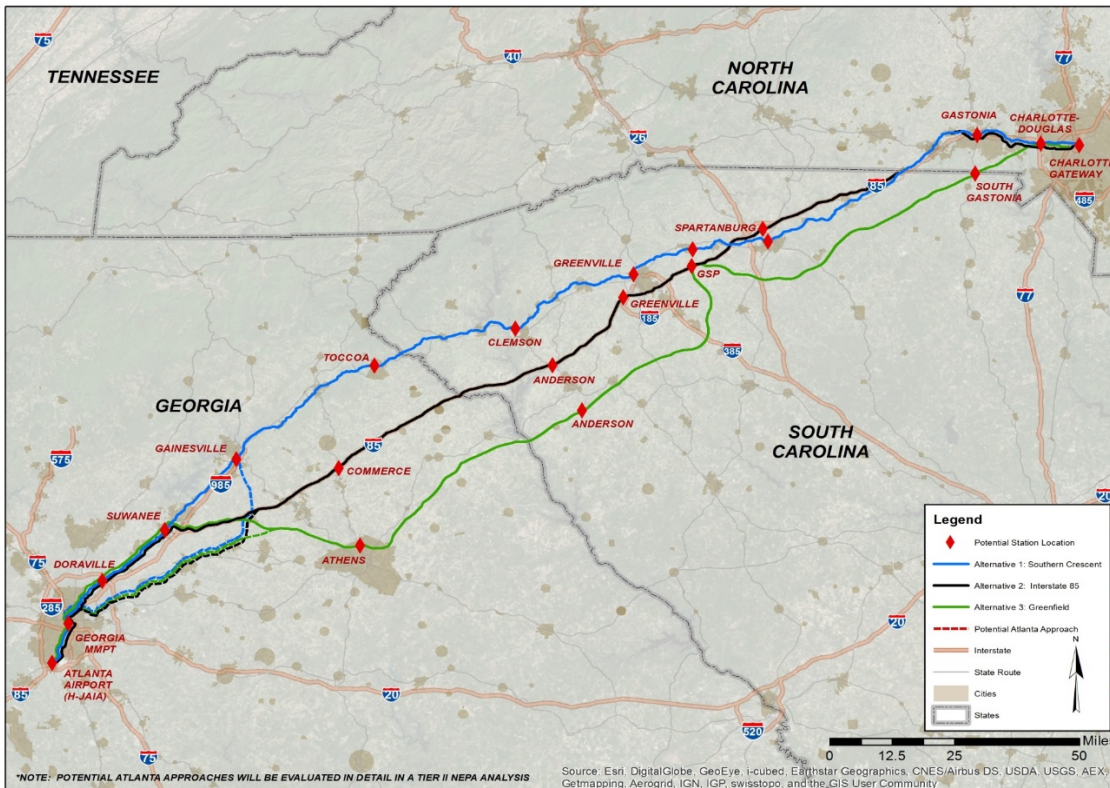 75
TENNESSEE
40
NORTH
CAROLINA
77
26
GASTONIA
CHARLOTTE-
DOUGLAS
CHARLOTTE
GATEWAY
85
SOUTH
GASTONIA
485
SPARTANBURG
GREENVILLE
GSP
77
GREENVILLE
185
CLEMSON
385
TOCCOA
ANDERSON
GEORGIA
ANDERSON
SOUTH
CAROLINA
85
GAINESVILLE
575
COMMERCE
985
20
SUWANEE
ATHENS
75
DORAVILLE
285
20
GEORGIA
MMPT
ATLANTA
AIRPORT
(H-JAIA)
85
20
520
75
Legend
Potential Station Location
Alternative 1: Southern Crescent
Alternative 2: Interstate 85
Alternative 3: Greenfield
Potential Atlanta Approach
Interstate
State Route
Cities
States
N
Miles
0 12.5 25 50
*NOTE: POTENTIAL ATLANTA APPROACHES WILL BE EVALUATED IN DETAIL IN A TIER II NEPA ANALYSIS
Source: Esri, DigitalGlobe, GeoEye, i-cubed, Earthstar Geographics, CNES/Airbus DS, USDA, USGS, AEX,
Getmapping, Aerogrid, IGN, IGP, swisstopo, and the GIS User Community